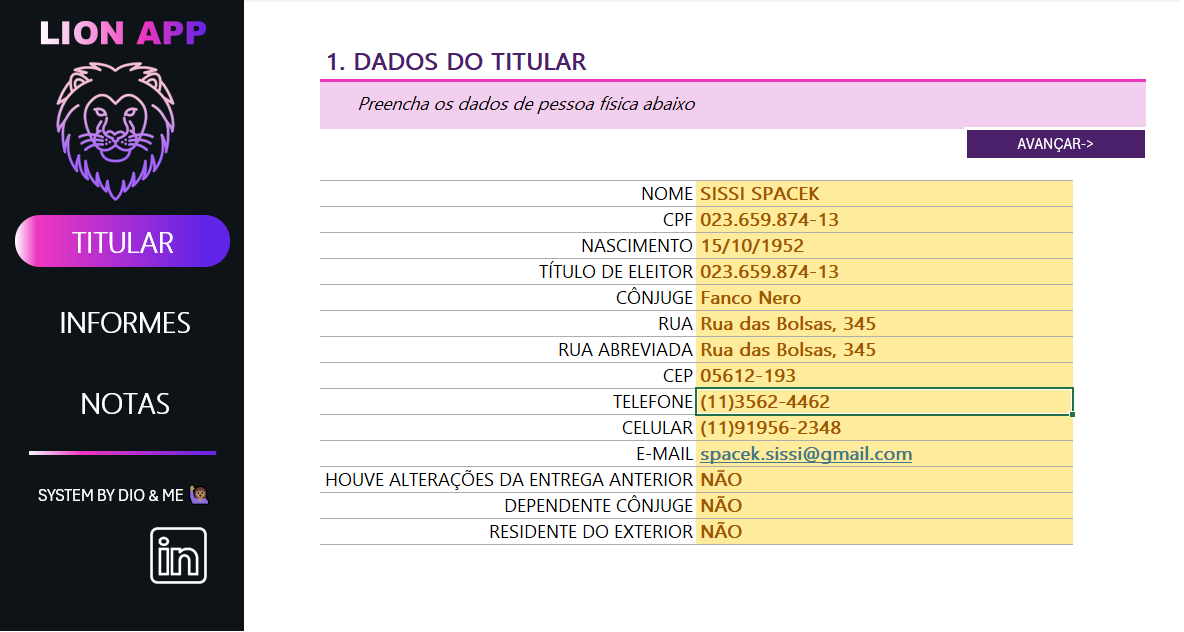 LION APP
TITULAR
INFORMES
NOTAS
SYSTEM BY DIO & ME
in
1. DADOS DO TITULAR
Preencha os dados de pessoa física abaixo
AVANÇAR->
NOME SISSI SPACEK
CPF 023.659.874-13
NASCIMENTO 15/10/1952
TÍTULO DE ELEITOR 023.659.874-13
CÔNJUGE Fanco Nero
RUA Rua das Bolsas, 345
RUA ABREVIADA Rua das Bolsas, 345
CEP 05612-193
TELEFONE (11)3562-4462
CELULAR (11)91956-2348
E-MAIL spacek.sissi@gmail.com
HOUVE ALTERAÇÕES DA ENTREGA ANTERIOR NÃO
DEPENDENTE CÔNJUGE NÃO
RESIDENTE DO EXTERIOR NÃO